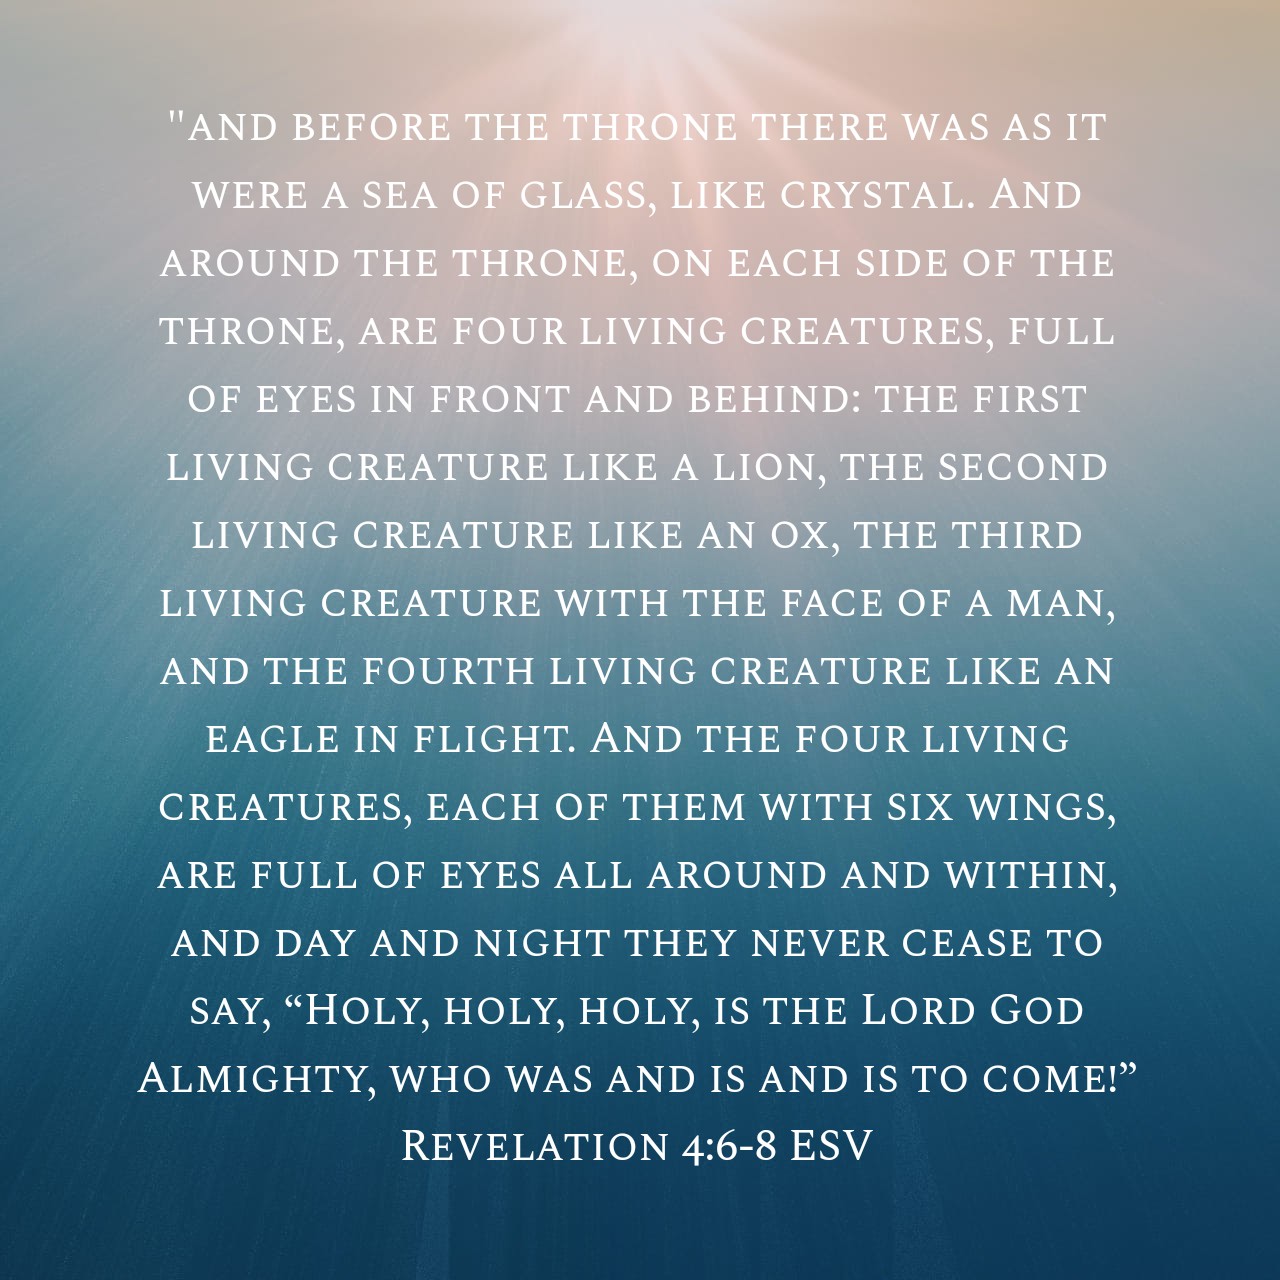 "and before the throne there was as it
were a sea of glass, like crystal. And
around the throne, on each side of the
throne, are four living creatures, full
of eyes in front and behind: the first
living creature like a lion, the second
living creature like an ox, the third
living creature with the face of a man,
and the fourth living creature like an
eagle in flight. And the four living
creatures, each of them with six wings,
are full of eyes all around and within,
and day and night they never cease to
say, “Holy, holy, holy, is the Lord God
Almighty, who was and is and is to come!”
Revelation 4:6-8 ESV